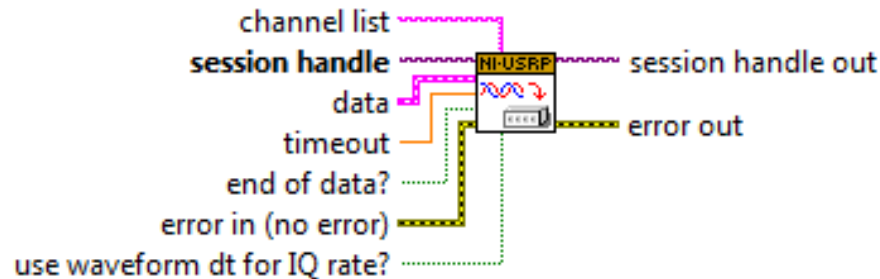 channel list
session handle
data
timeout
end of data?
error in (no error)
use waveform dt for IQ rate?
NI-USRP
session handle out
error out